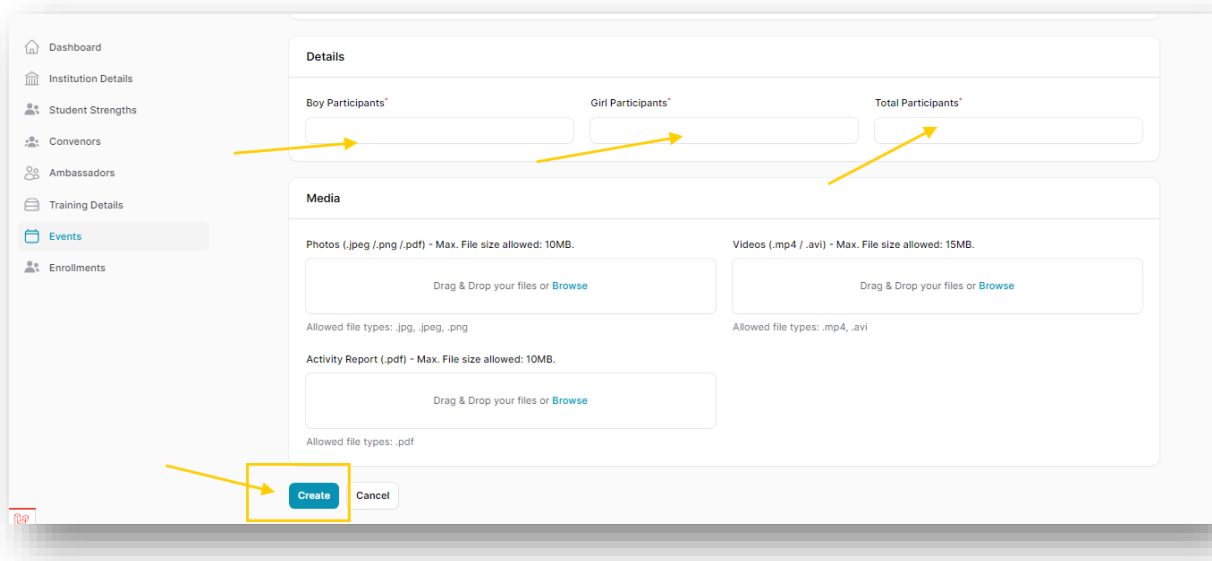 Dashboard
Institution Details
Student Strengths
Convenors
Ambassadors
Training Details
Events
Enrollments
Details
Boy Participants* Girl Participants* Total Participants*
Media
Photos (.jpeg /.png /.pdf) - Max. File size allowed: 10MB. Videos (.mp4 / .avi) - Max. File size allowed: 15MB.
Drag & Drop your files or Browse Drag & Drop your files or Browse
Allowed file types: .jpg, .jpeg, .png Allowed file types: .mp4, .avi
Activity Report (.pdf) - Max. File size allowed: 10MB.
Drag & Drop your files or Browse
Allowed file types: .pdf
Create Cancel